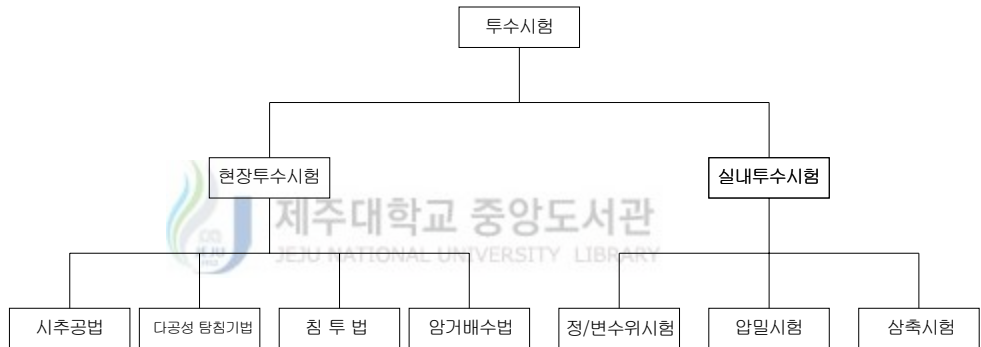 투수시험
현장투수시험
실내투수시험
제주대학교 중앙도서관
JEJU NATIONAL UNIVERSITY LIBRARY
JEJU
1952
시추공법
다공성 탐침기법
침 투 법
암거배수법
정/변수위시험
압밀시험
삼축시험